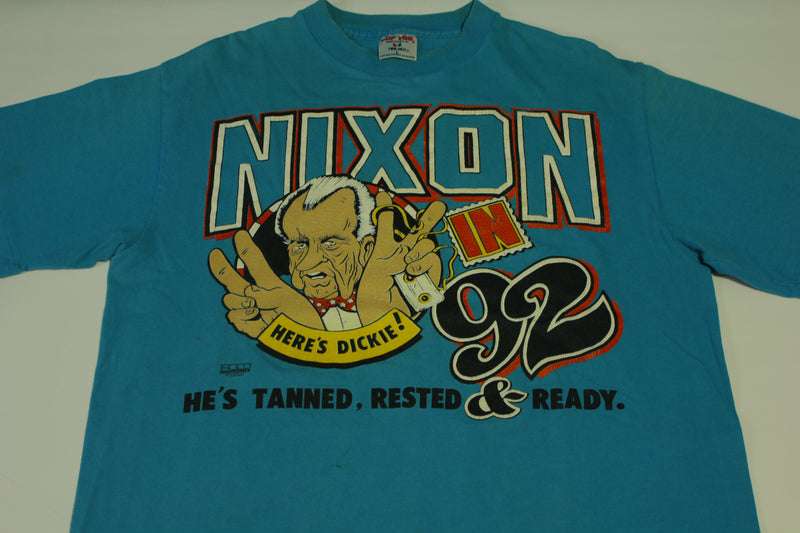 NIXON
IN
92
HERE'S DICKIE!
HE'S TANNED, RESTED & READY.